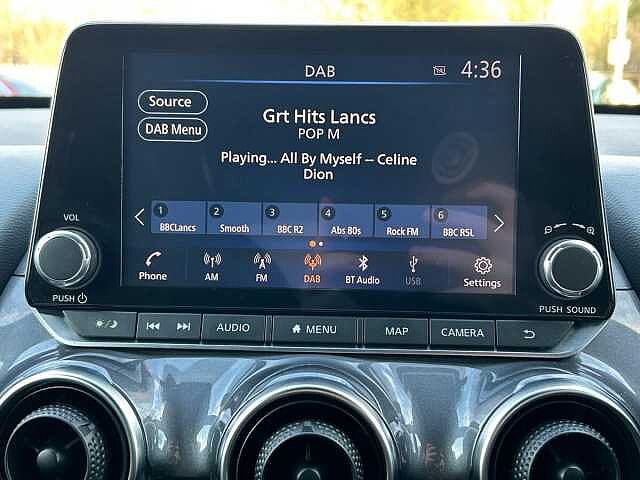 DAB
4:36
Source
DAB Menu
Grt Hits Lancs
POP M
Playing... All By Myself – Celine
Dion
1 BBCLancs
2 Smooth
3 BBC R2
4 Abs 80s
5 Rock FM
6 BBC RSL
Phone
AM
FM
DAB
BT Audio
USB
Settings
VOL
PUSH
PUSH SOUND
AUDIO
MENU
MAP
CAMERA